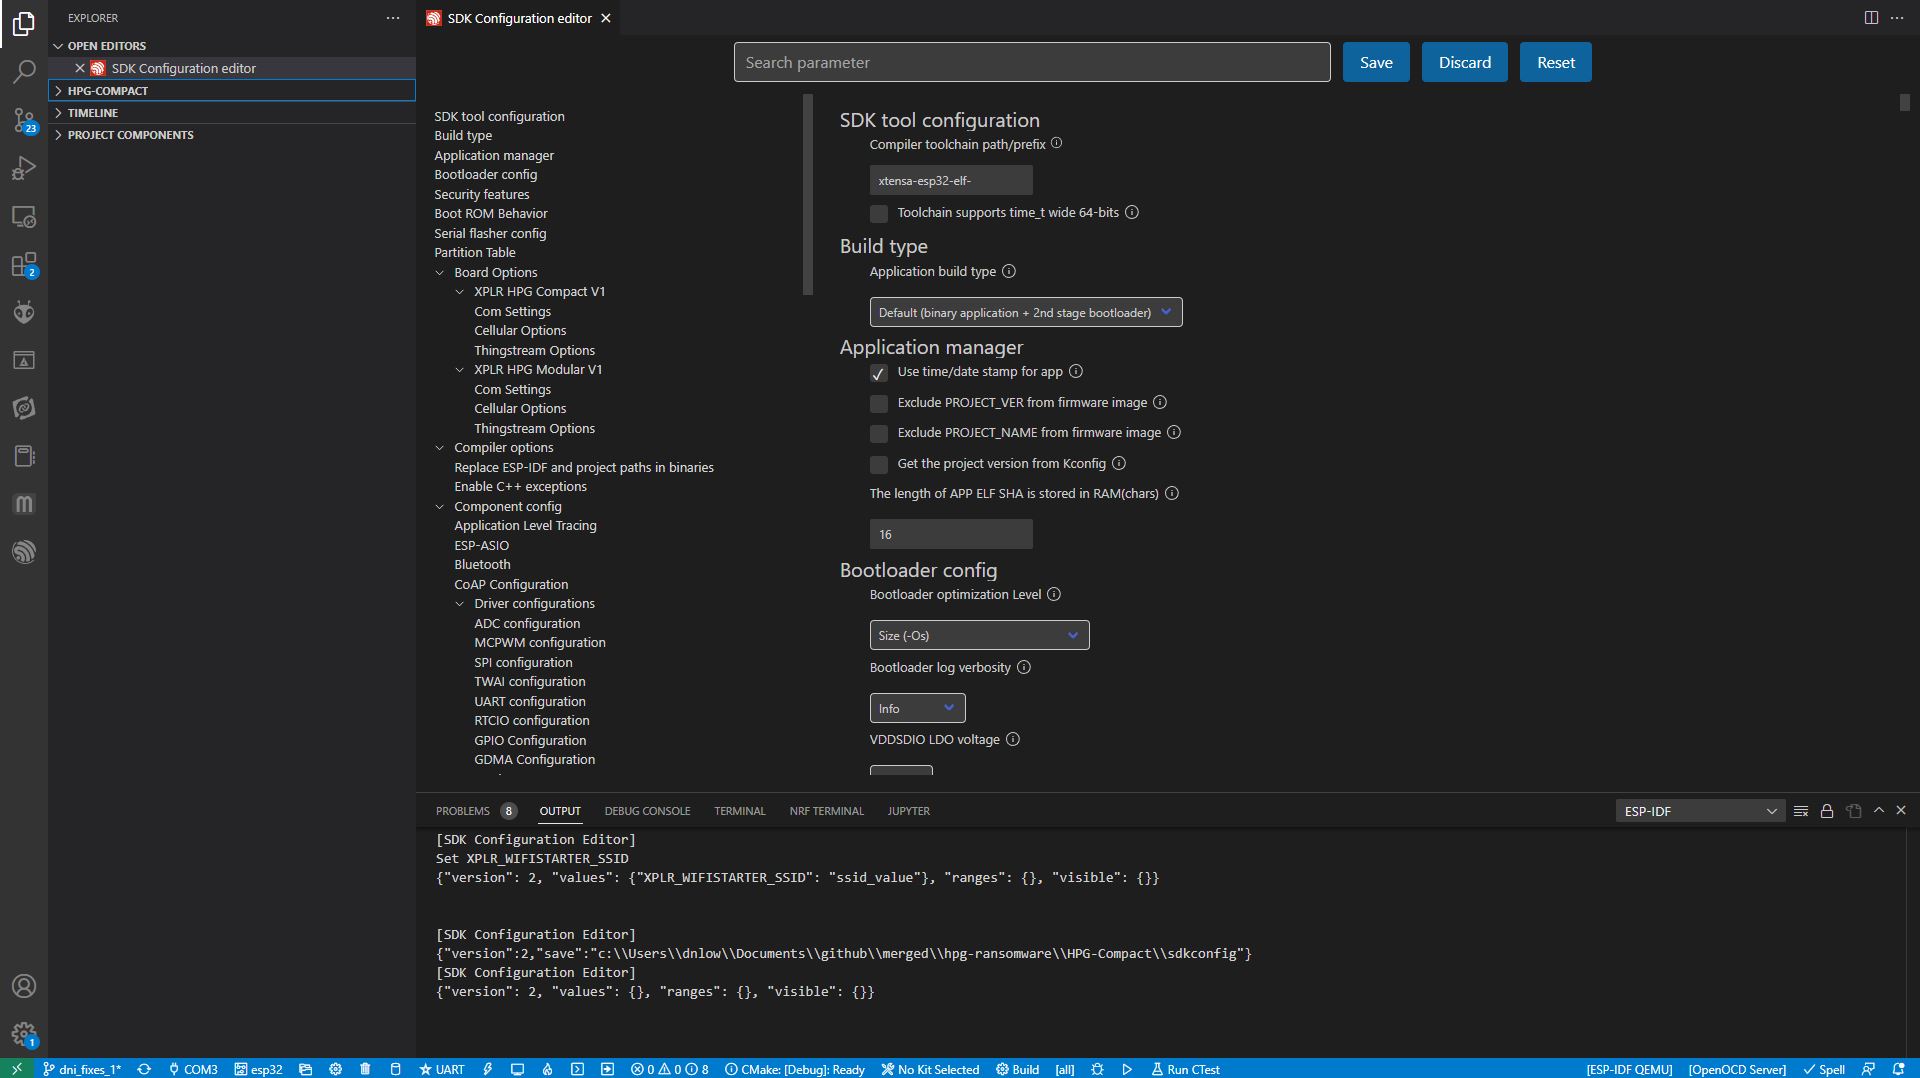 EXPLORER
OPEN EDITORS
SDK Configuration editor
HPG-COMPACT
TIMELINE
PROJECT COMPONENTS
23
2
1
SDK Configuration editor
Search parameter
Save
Discard
Reset
SDK tool configuration
Build type
Application manager
Bootloader config
Security features
Boot ROM Behavior
Serial flasher config
Partition Table
Board Options
XPLR HPG Compact V1
Com Settings
Cellular Options
Thingstream Options
XPLR HPG Modular V1
Com Settings
Cellular Options
Thingstream Options
Compiler options
Replace ESP-IDF and project paths in binaries
Enable C++ exceptions
Component config
Application Level Tracing
ESP-ASIO
Bluetooth
CoAP Configuration
Driver configurations
ADC configuration
MCPWM configuration
SPI configuration
TWAI configuration
UART configuration
RTCIO configuration
GPIO Configuration
GDMA Configuration
SDK tool configuration
Compiler toolchain path/prefix
xtensa-esp32-elf-
Toolchain supports time_t wide 64-bits
Build type
Application build type
Default (binary application + 2nd stage bootloader)
Application manager
Use time/date stamp for app
Exclude PROJECT_VER from firmware image
Exclude PROJECT_NAME from firmware image
Get the project version from Kconfig
The length of APP ELF SHA is stored in RAM(chars)
16
Bootloader config
Bootloader optimization Level
Size (-Os)
Bootloader log verbosity
Info
VDDSDIO LDO voltage
PROBLEMS 8 OUTPUT DEBUG CONSOLE TERMINAL NRF TERMINAL JUPYTER ESP-IDF
[SDK Configuration Editor]
Set XPLR_WIFISTARTER_SSID
{"version": 2, "values": {"XPLR_WIFISTARTER_SSID": "ssid_value"}, "ranges": {}, "visible": {}}
[SDK Configuration Editor]
{"version":2,"save":"c:\\Users\\dnlow\\Documents\\github\\merged\\hpg-ransomware\\HPG-Compact\\sdkconfig"}
[SDK Configuration Editor]
{"version": 2, "values": {}, "ranges": {}, "visible": {}}
dni_fixes_1* COM3 esp32 UART 0 0 8 CMake: [Debug]: Ready No Kit Selected Build [all] Run CTest [ESP-IDF QEMU] [OpenOCD Server] Spell